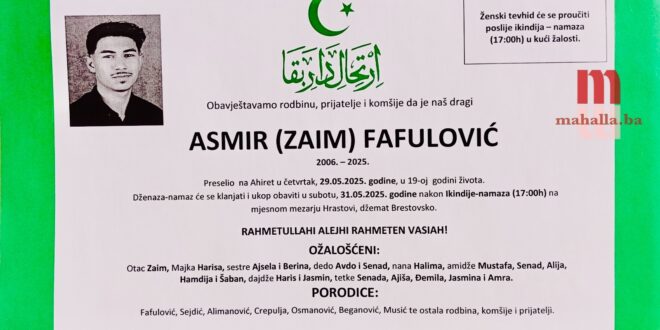 Ženski tevhid će se proučiti
poslije ikindija – namaza
(17:00h) u kući žalosti.
m
mahalla.ba
Obavještavamo rodbinu, prijatelje i komšije da je naš dragi
ASMIR (ZAIM) FAFULOVIĆ
2006. – 2025.
Preselio na Ahiret u četvrtak, 29.05.2025. godine, u 19-oj godini života.
Dženaza-namaz će se klanjati i ukop obaviti u subotu, 31.05.2025. godine nakon Ikindije-namaza (17:00h) na
mjesnom mezarju Hrastovi, džemat Brestovsko.
RAHMETULLAHI ALEJHI RAHMETEN VASIAH!
OŽALOŠĆENI:
Otac Zaim, Majka Harisa, sestre Ajsela i Berina, dedo Avdo i Senad, nana Halima, amidže Mustafa, Senad, Alija,
Hamdija i Šaban, dajdže Haris i Jasmin, tetke Senada, Ajiša, Đemila, Jasmina i Amra.
PORODICE:
Fafulović, Sejdić, Alimanović, Crepulja, Osmanović, Beganović, Musić te ostala rodbina, komšije i prijatelji.